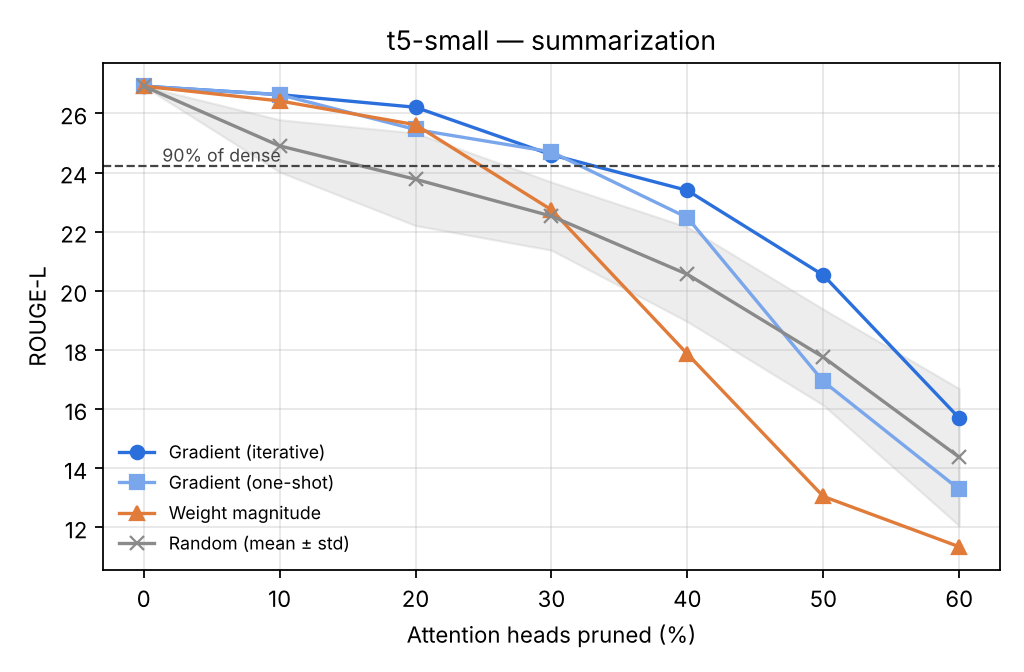 t5-small — summarization
ROUGE-L
26
24
22
20
18
16
14
12
90% of dense
Gradient (iterative)
Gradient (one-shot)
Weight magnitude
Random (mean ± std)
0 10 20 30 40 50 60
Attention heads pruned (%)